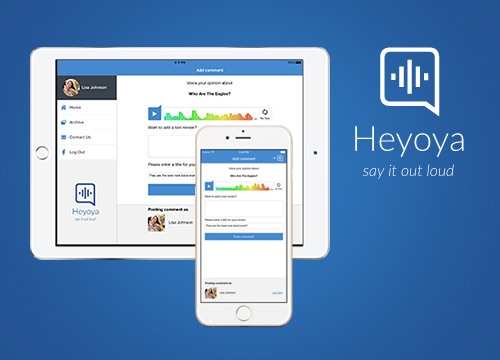 Add comment
Lisa Johnson
Home
Archive
Contact Us
Log Out
Heyoya
say it out loud
Voice your opinion about
Who Are The Eagles?
Re-Take
Want to add a text review?
Please enter a title for your review
They are the best rock band ever!!!
Posting comment as
Lisa Johnson
Add comment
Voice your opinion about
Who Are The Eagles?
Re-Take
Want to add a text review?
Please enter a title for your review
They are the best rock band ever!!!
Post comment
Posting comment as
Lisa Johnson
Heyoya
say it out loud